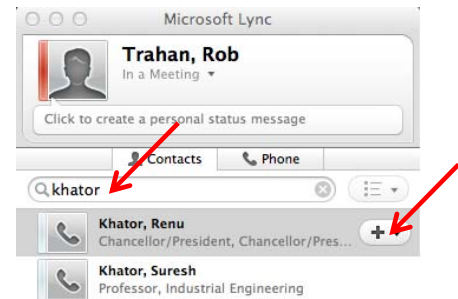 Microsoft Lync
Trahan, Rob
In a Meeting
Click to create a personal status message
Contacts Phone
khator
Khator, Renu
Chancellor/President, Chancellor/Pres...
Khator, Suresh
Professor, Industrial Engineering